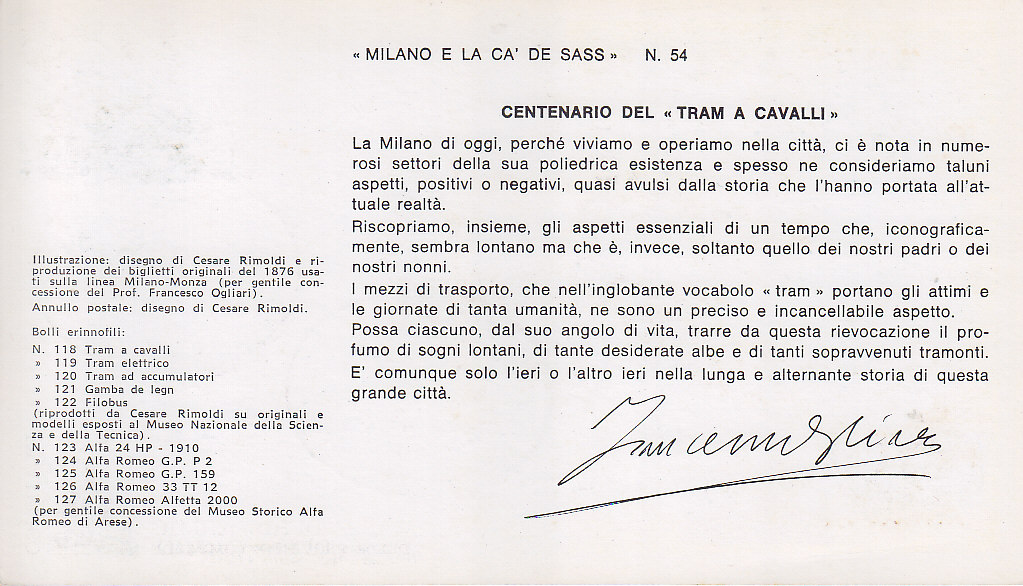 « MILANO E LA CA' DE SASS » N. 54
CENTENARIO DEL « TRAM A CAVALLI »
La Milano di oggi, perché viviamo e operiamo nella città, ci è nota in nume-
rosi settori della sua poliedrica esistenza e spesso ne consideriamo taluni
aspetti, positivi o negativi, quasi avulsi dalla storia che l'hanno portata all'at-
tuale realtà.
Riscopriamo, insieme, gli aspetti essenziali di un tempo che, iconografica-
mente, sembra lontano ma che è, invece, soltanto quello dei nostri padri o dei
nostri nonni.
I mezzi di trasporto, che nell'inglobante vocabolo « tram » portano gli attimi e
le giornate di tanta umanità, ne sono un preciso e incancellabile aspetto.
Possa ciascuno, dal suo angolo di vita, trarre da questa rievocazione il pro-
fumo di sogni lontani, di tante desiderate albe e di tanti sopravvenuti tramonti.
E' comunque solo l'ieri o l'altro ieri nella lunga e alternante storia di questa
grande città.
Francesco Ogliari
Illustrazione: disegno di Cesare Rimoldi e ri-
produzione dei biglietti originali del 1876 usa-
ti sulla linea Milano-Monza (per gentile con-
cessione del Prof. Francesco Ogliari).
Annullo postale: disegno di Cesare Rimoldi.
Bolli erinnofili:
N. 118 Tram a cavalli
» 119 Tram elettrico
» 120 Tram ad accumulatori
» 121 Gamba de legn
» 122 Filobus
(riprodotti da Cesare Rimoldi su originali e
modelli esposti al Museo Nazionale della Scien-
za e della Tecnica).
N. 123 Alfa 24 HP - 1910
» 124 Alfa Romeo G.P. P 2
» 125 Alfa Romeo G.P. 159
» 126 Alfa Romeo 33 TT 12
» 127 Alfa Romeo Alfetta 2000
(per gentile concessione del Museo Storico Alfa
Romeo di Arese).